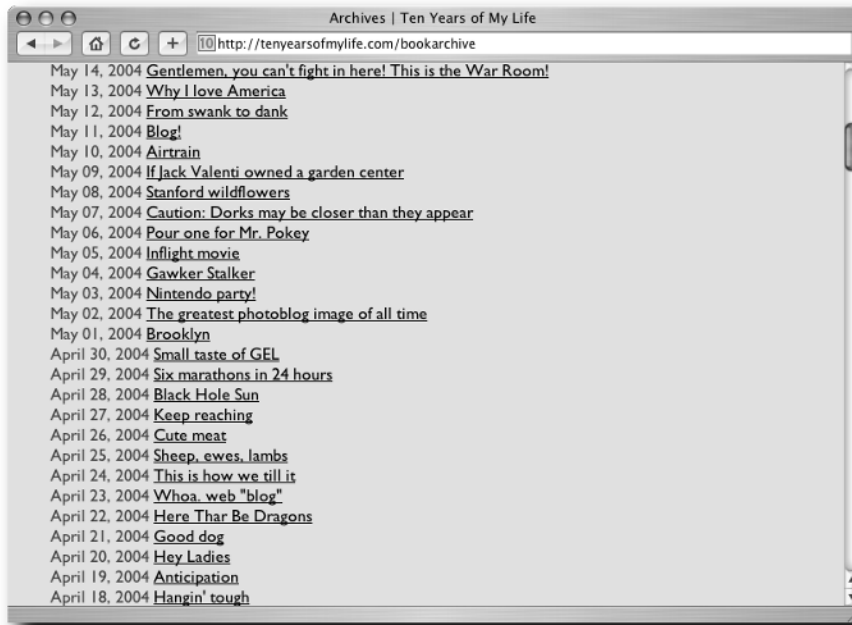 Archives | Ten Years of My Life
10 http://tenyearsofmylife.com/bookarchive
May 14, 2004 Gentlemen, you can't fight in here! This is the War Room!
May 13, 2004 Why I love America
May 12, 2004 From swank to dank
May 11, 2004 Blog!
May 10, 2004 Airtrain
May 09, 2004 If Jack Valenti owned a garden center
May 08, 2004 Stanford wildflowers
May 07, 2004 Caution: Dorks may be closer than they appear
May 06, 2004 Pour one for Mr. Pokey
May 05, 2004 Inflight movie
May 04, 2004 Gawker Stalker
May 03, 2004 Nintendo party!
May 02, 2004 The greatest photoblog image of all time
May 01, 2004 Brooklyn
April 30, 2004 Small taste of GEL
April 29, 2004 Six marathons in 24 hours
April 28, 2004 Black Hole Sun
April 27, 2004 Keep reaching
April 26, 2004 Cute meat
April 25, 2004 Sheep, ewes, lambs
April 24, 2004 This is how we till it
April 23, 2004 Whoa. web "blog"
April 22, 2004 Here Thar Be Dragons
April 21, 2004 Good dog
April 20, 2004 Hey Ladies
April 19, 2004 Anticipation
April 18, 2004 Hangin' tough